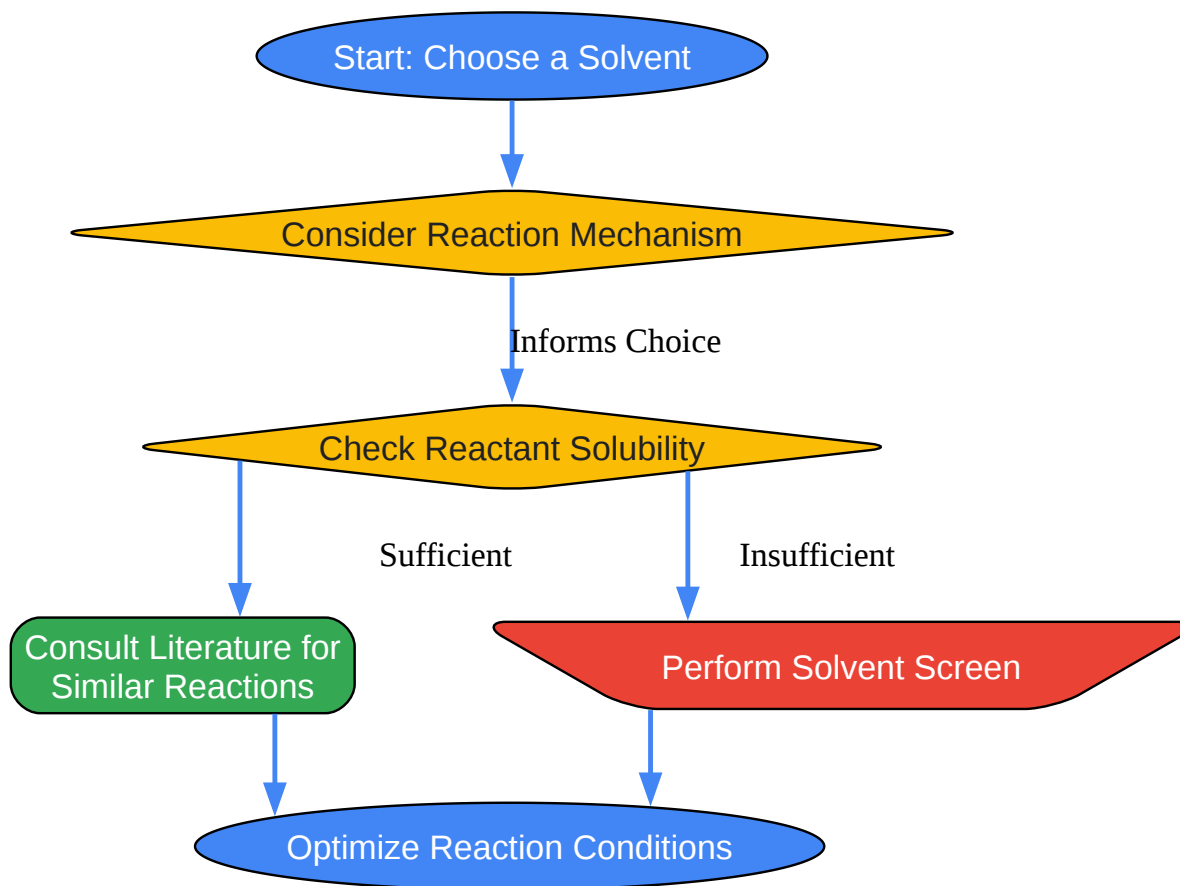 Start: Choose a Solvent
Consider Reaction Mechanism
Informs Choice
Check Reactant Solubility
Sufficient
Insufficient
Consult Literature for
Similar Reactions
Perform Solvent Screen
Optimize Reaction Conditions